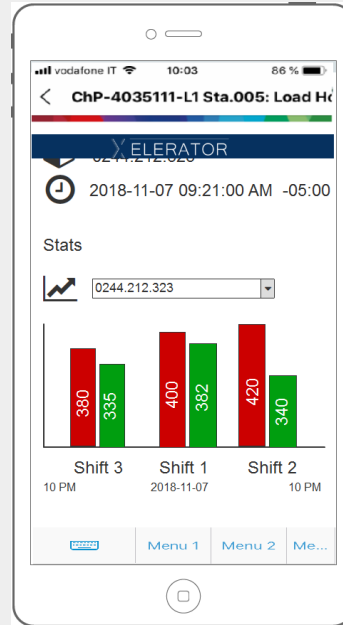 vodafone IT 10:03 86 %
ChP-4035111-L1 Sta.005: Load Ho
XELERATOR
2018-11-07 09:21:00 AM -05:00
Stats
0244.212.323
380 335 400 382 420 340
Shift 3 Shift 1 Shift 2
10 PM 2018-11-07 10 PM
Menu 1 Menu 2 Me...